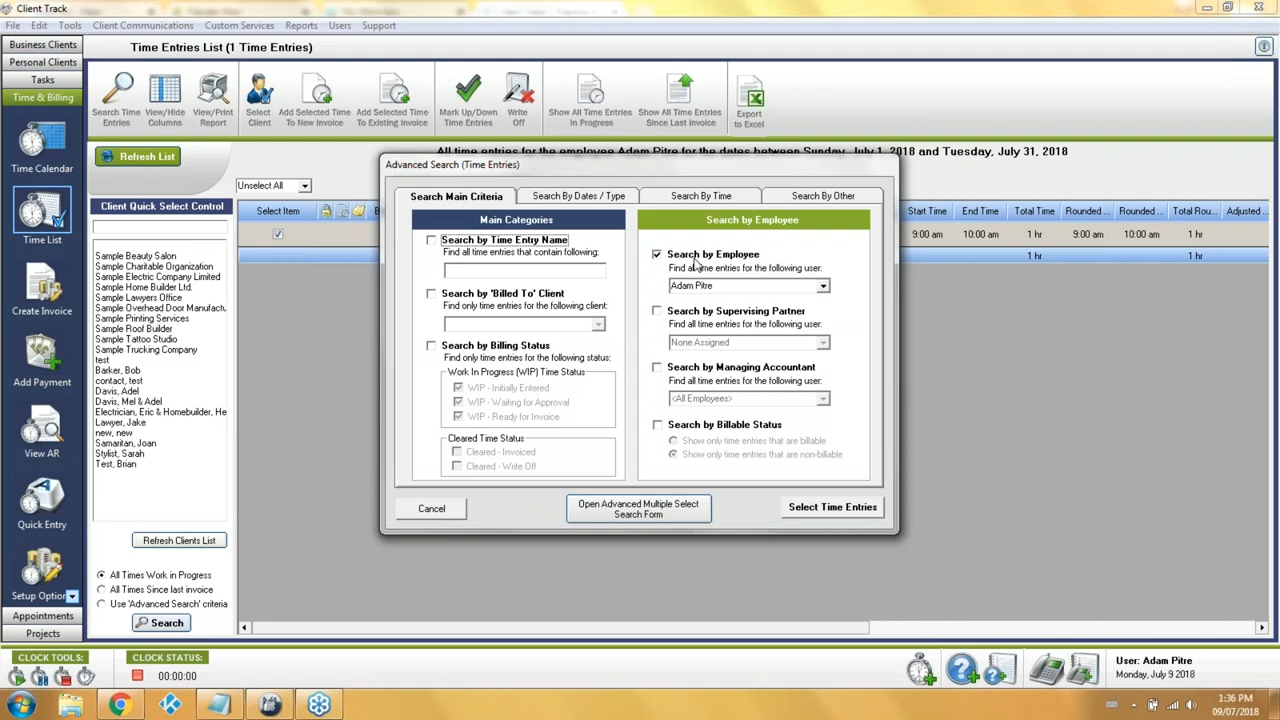 Client Track
File Edit Tools Client Communications Custom Services Reports Users Support
Business Clients
Personal Clients
Tasks
Time & Billing
Time Calendar
Time List
Create Invoice
Add Payment
View AR
Quick Entry
Setup Option
Appointments
Projects
Time Entries List (1 Time Entries)
Search Time Entries
View/Hide Columns
View/Print Report
Select Client
Add Selected Time To New Invoice
Add Selected Time To Existing Invoice
Mark Up/Down Time Entries
Write Off
Show All Time Entries In Progress
Show All Time Entries Since Last Invoice
Export to Excel
Refresh List
All time entries for the employee Adam Pitre for the dates between Sunday, July 1, 2018 and Tuesday, July 31, 2018
Unselect All
Client Quick Select Control
Sample Beauty Salon
Sample Charitable Organization
Sample Electric Company Limited
Sample Home Builder Ltd.
Sample Lawyers Office
Sample Overhead Door Manufactu
Sample Printing Services
Sample Roof Builder
Sample Tattoo Studio
Sample Trucking Company
test
Barker, Bob
contact, test
Davis, Adel
Davis, Mel & Adel
Electrician, Eric & Homebuilder, He
Lawyer, Jake
new, new
Samaritan, Joan
Stylist, Sarah
Test, Brian
Refresh Clients List
All Times Work in Progress
All Times Since last invoice
Use 'Advanced Search' criteria
Search
Select Item B Start Time End Time Total Time Rounded ... Rounded ... Total Rou... Adjusted
9:00 am 10:00 am 1 hr 9:00 am 10:00 am 1 hr
1 hr 1 hr
Advanced Search (Time Entries)
Search Main Criteria Search By Dates / Type Search By Time Search By Other
Main Categories
Search by Time Entry Name
Find all time entries that contain following:
Search by 'Billed To' Client
Find only time entries for the following client:
Search by Billing Status
Find only time entries for the following status:
Work In Progress (WIP) Time Status
WIP - Initially Entered
WIP - Waiting for Approval
WIP - Ready for Invoice
Cleared Time Status
Cleared - Invoiced
Cleared - Write Off
Search by Employee
Search by Employee
Find all time entries for the following user:
Adam Pitre
Search by Supervising Partner
Find all time entries for the following user:
None Assigned
Search by Managing Accountant
Find all time entries for the following user:
<All Employees>
Search by Billable Status
Show only time entries that are billable
Show only time entries that are non-billable
Cancel
Open Advanced Multiple Select
Search Form
Select Time Entries
CLOCK TOOLS:
CLOCK STATUS:
00:00:00
User: Adam Pitre
Monday, July 9 2018
1:36 PM
09/07/2018